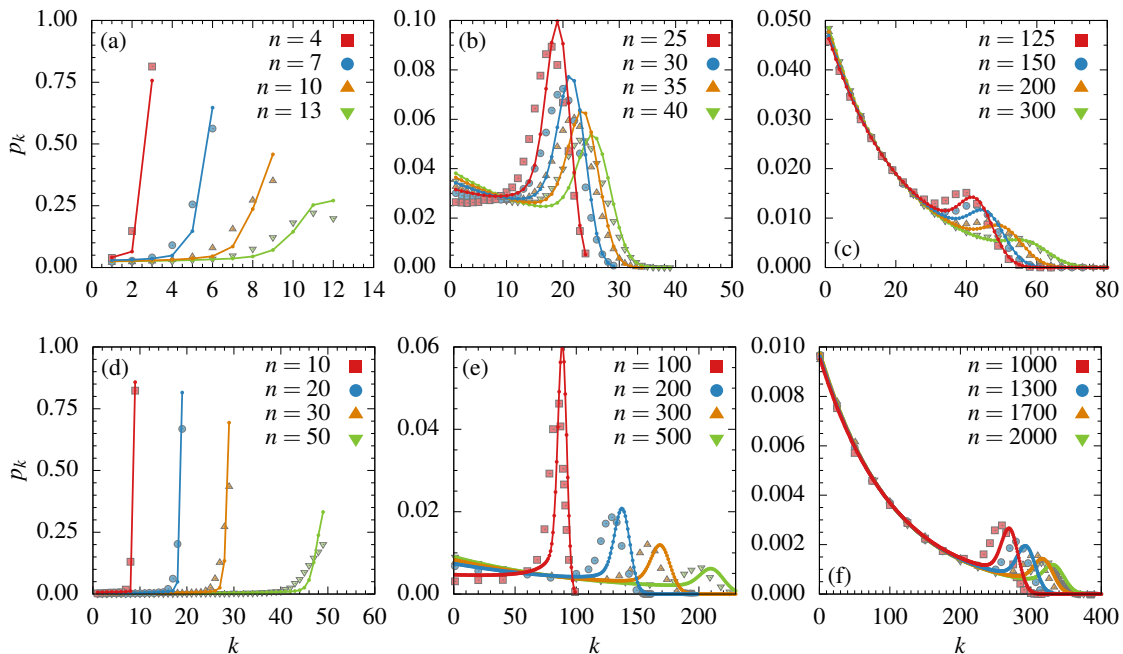 1.00
0.75
0.50
0.25
0.00
p_k
(a)
n = 4
n = 7
n = 10
n = 13
0 2 4 6 8 10 12 14
0.10
0.08
0.06
0.04
0.02
0
(b)
n = 25
n = 30
n = 35
n = 40
0 10 20 30 40 50
0.050
0.040
0.030
0.020
0.010
0.000
(c)
n = 125
n = 150
n = 200
n = 300
0 20 40 60 80
1.00
0.75
0.50
0.25
0.00
p_k
(d)
n = 10
n = 20
n = 30
n = 50
10 20 30 40 50 60
k
0.06
0.04
0.02
0
(e)
n = 100
n = 200
n = 300
n = 500
0 50 100 150 200
k
0.010
0.008
0.006
0.004
0.002
0.000
(f)
n = 1000
n = 1300
n = 1700
n = 2000
0 100 200 300 400
k